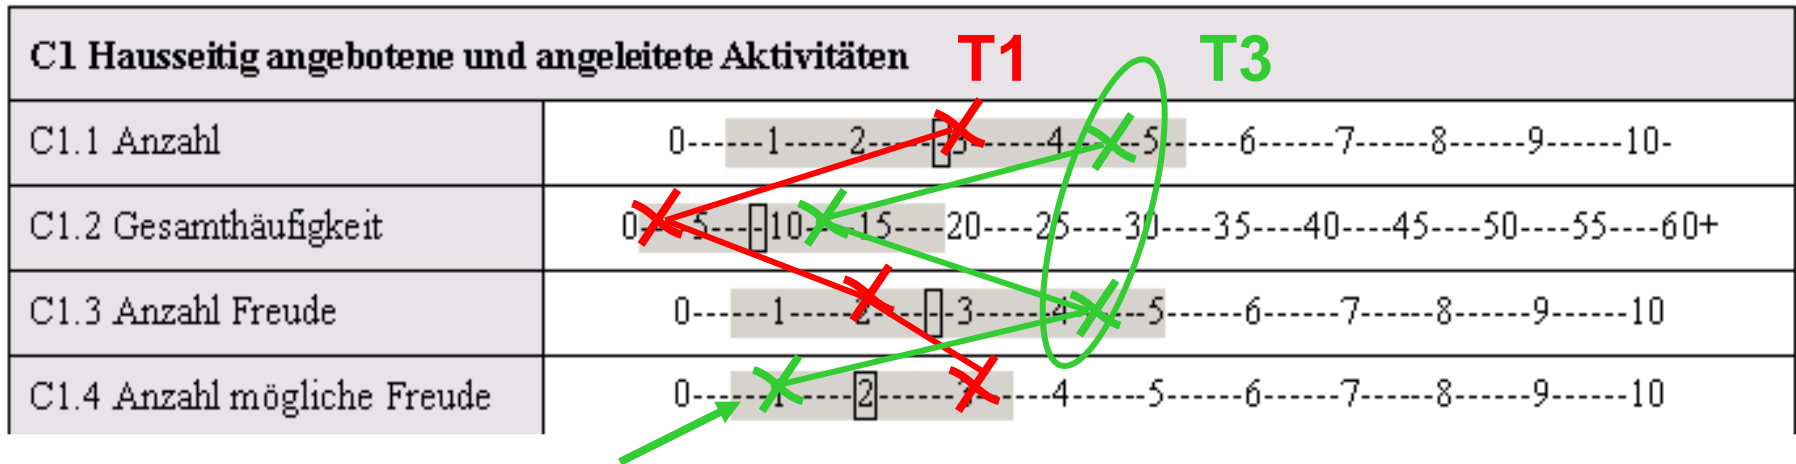 C1 Hausseitig angebotene und angeleitete Aktivitäten T1 T3
C1.1 Anzahl 0------1-----2------3------4------5------6------7------8------9------10-
C1.2 Gesamthäufigkeit 0----5----10----15----20----25----30----35----40----45----50----55----60+
C1.3 Anzahl Freude 0------1-----2------3------4------5------6------7------8------9------10
C1.4 Anzahl mögliche Freude 0------1-----2------3------4------5------6------7------8------9------10